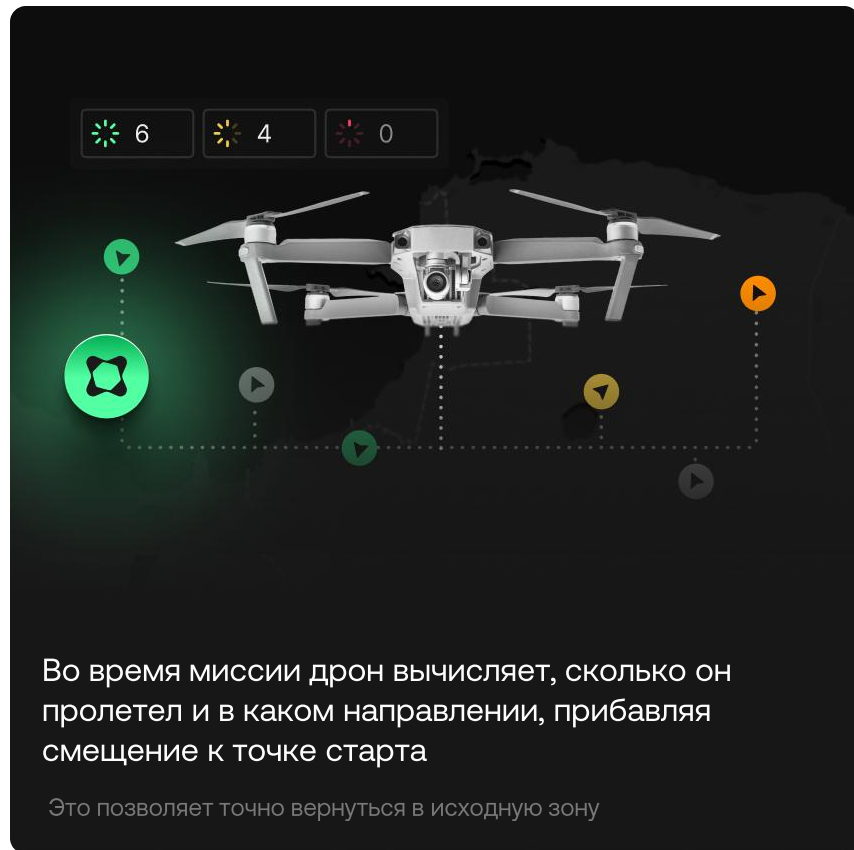 6 4 0
Во время миссии дрон вычисляет, сколько он
пролетел и в каком направлении, прибавляя
смещение к точке старта
Это позволяет точно вернуться в исходную зону